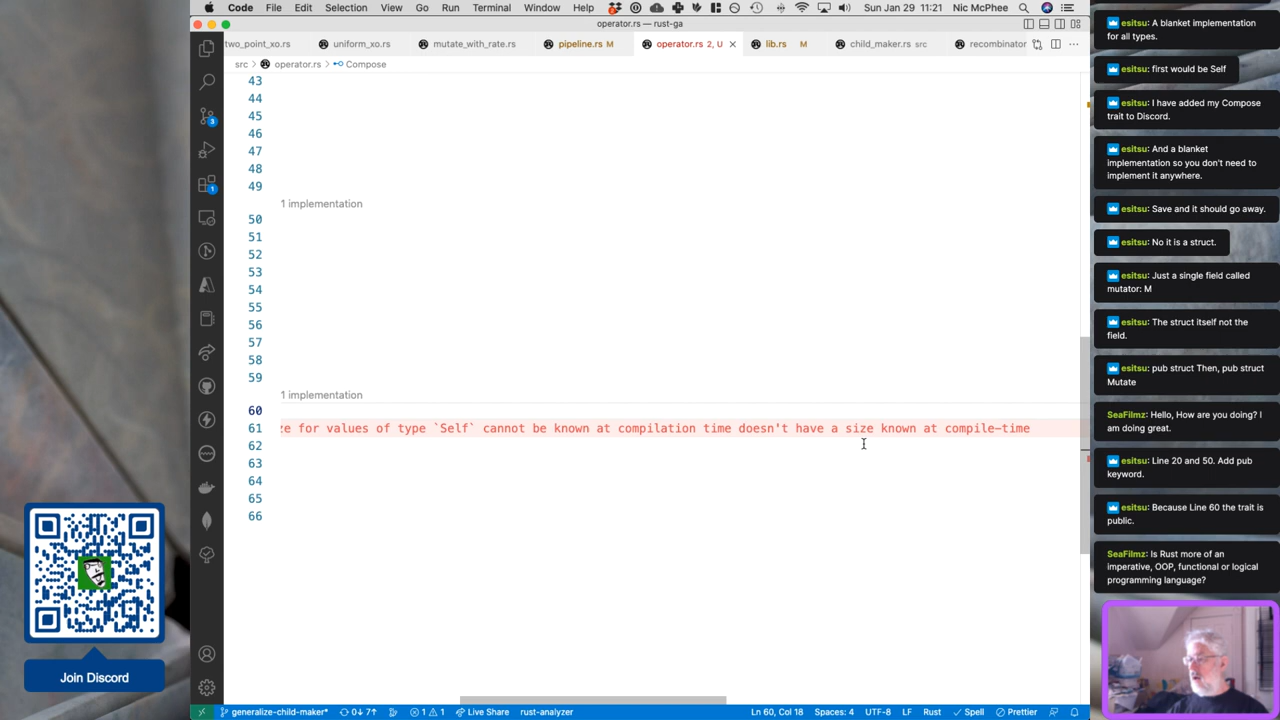 Code File Edit Selection View Go Run Terminal Window Help Sun Jan 29 11:21 Nic McPhee
operator.rs — rust-ga
two_point_xo.rs uniform_xo.rs mutate_with_rate.rs pipeline.rs M operator.rs 2, U lib.rs M child_maker.rs src recombinator
src operator.rs Compose
43
44
45
46
47
48
49
1 implementation
50
51
52
53
54
55
56
57
58
59
1 implementation
60
61 ze for values of type `Self` cannot be known at compilation time doesn't have a size known at compile-time
62
63
64
65
66
3
1
generalize-child-maker* 0↓ 7↑ 1 1 Live Share rust-analyzer Ln 60, Col 18 Spaces: 4 UTF-8 LF Rust Spell Prettier
Join Discord
esitsu: A blanket implementation
for all types.
esitsu: first would be Self
esitsu: I have added my Compose
trait to Discord.
esitsu: And a blanket
implementation so you don't need to
implement it anywhere.
esitsu: Save and it should go away.
esitsu: No it is a struct.
esitsu: Just a single field called
mutator: M
esitsu: The struct itself not the
field.
esitsu: pub struct Then, pub struct
Mutate
SeaFilmz: Hello, How are you doing? I
am doing great.
esitsu: Line 20 and 50. Add pub
keyword.
esitsu: Because Line 60 the trait is
public.
SeaFilmz: Is Rust more of an
imperative, OOP, functional or logical
programming language?